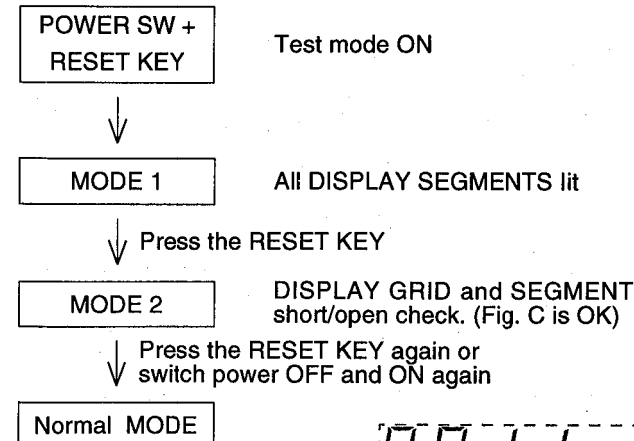 POWER SW +
RESET KEY
Test mode ON
MODE 1
All DISPLAY SEGMENTS lit
Press the RESET KEY
MODE 2
DISPLAY GRID and SEGMENT
short/open check. (Fig. C is OK)
Press the RESET KEY again or
switch power OFF and ON again
Normal MODE